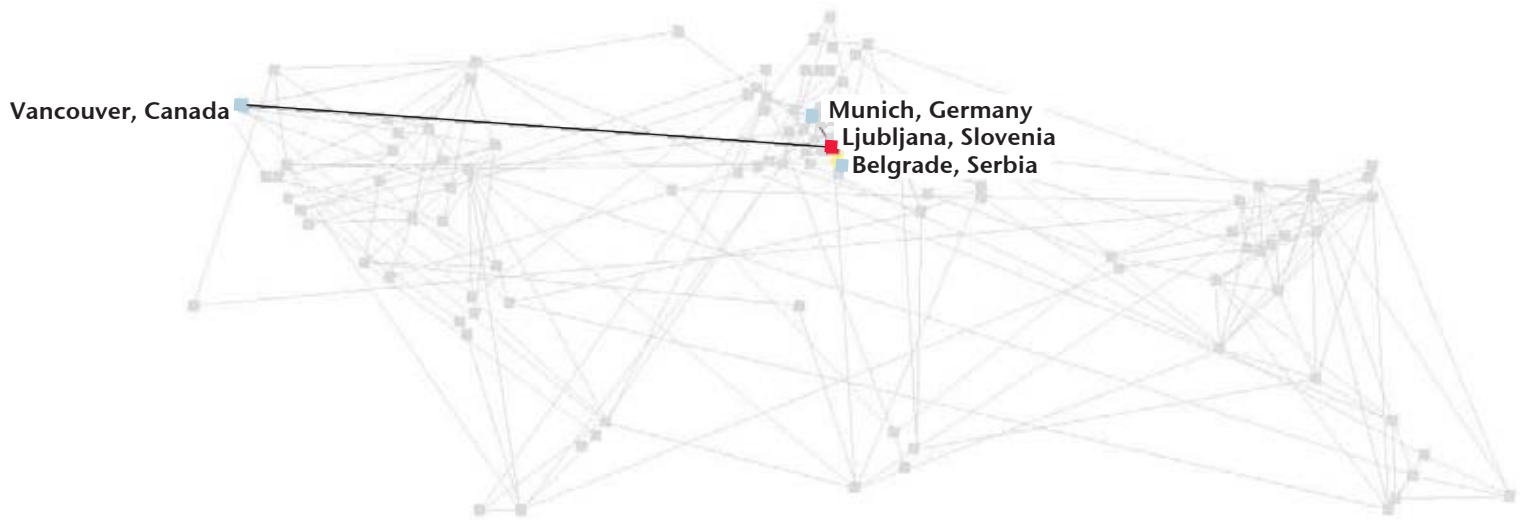 Vancouver, Canada
Munich, Germany
Ljubljana, Slovenia
Belgrade, Serbia